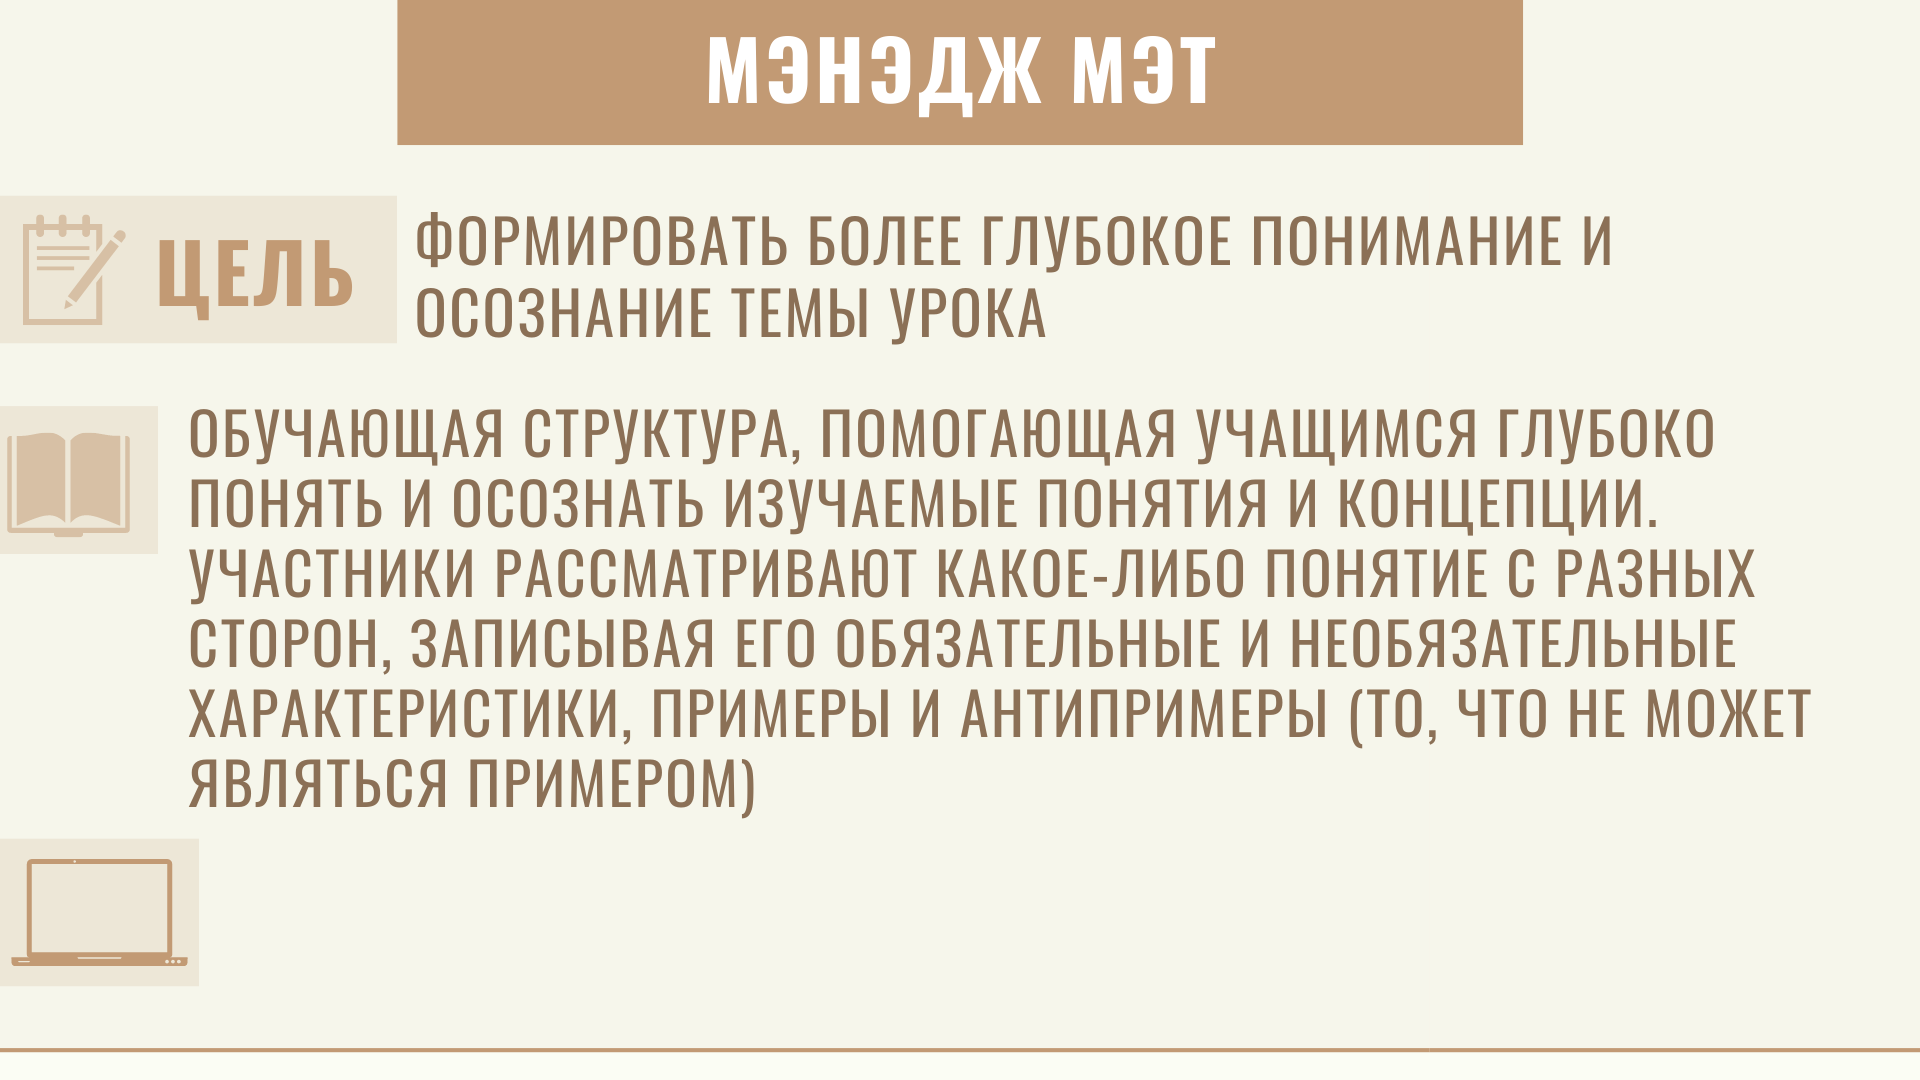 МЭНЭДЖ МЭТ
ЦЕЛЬ
ФОРМИРОВАТЬ БОЛЕЕ ГЛУБОКОЕ ПОНИМАНИЕ И
ОСОЗНАНИЕ ТЕМЫ УРОКА
ОБУЧАЮЩАЯ СТРУКТУРА, ПОМОГАЮЩАЯ УЧАЩИМСЯ ГЛУБОКО
ПОНЯТЬ И ОСОЗНАТЬ ИЗУЧАЕМЫЕ ПОНЯТИЯ И КОНЦЕПЦИИ.
УЧАСТНИКИ РАССМАТРИВАЮТ КАКОЕ-ЛИБО ПОНЯТИЕ С РАЗНЫХ
СТОРОН, ЗАПИСЫВАЯ ЕГО ОБЯЗАТЕЛЬНЫЕ И НЕОБЯЗАТЕЛЬНЫЕ
ХАРАКТЕРИСТИКИ, ПРИМЕРЫ И АНТИПРИМЕРЫ (ТО, ЧТО НЕ МОЖЕТ
ЯВЛЯТЬСЯ ПРИМЕРОМ)